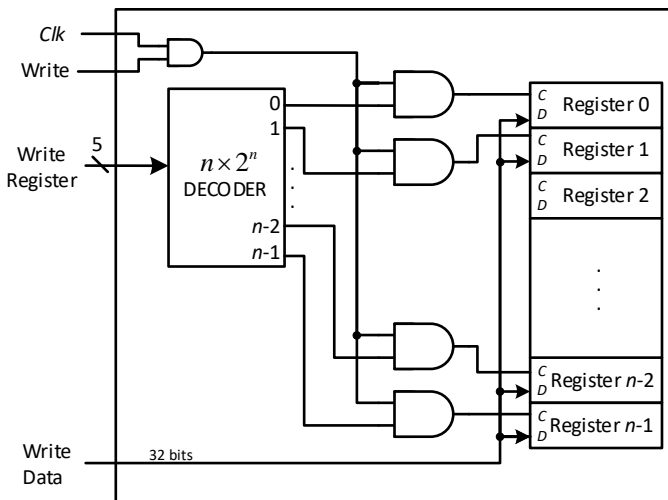 Clk
Write
5
Write
Register
n × 2ⁿ
DECODER
0
1
.
.
.
n-2
n-1
C
D
Register 0
C
D
Register 1
C
D
Register 2
.
.
.
C
D
Register n-2
C
D
Register n-1
Write
Data
32 bits